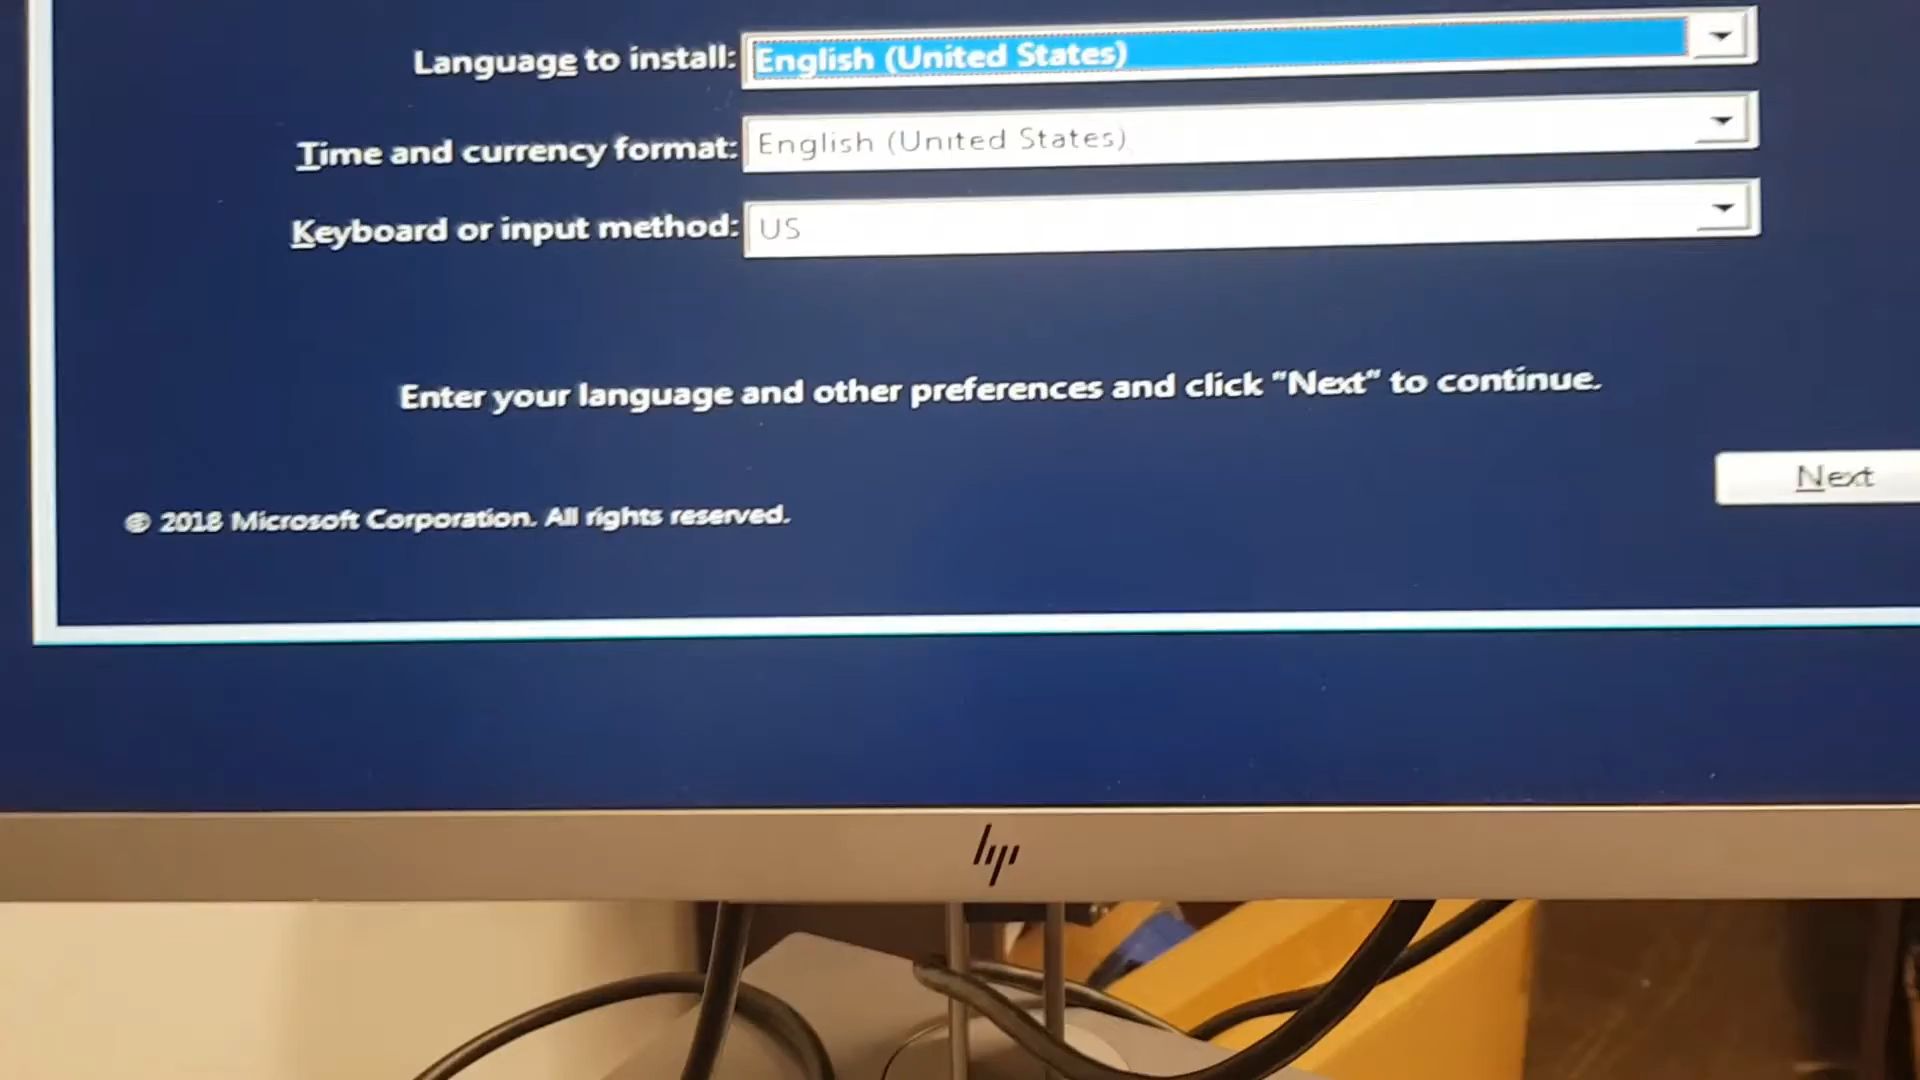 Language to install: English (United States)
Time and currency format: English (United States)
Keyboard or input method: US
Enter your language and other preferences and click "Next" to continue.
Next
© 2018 Microsoft Corporation. All rights reserved.
hp